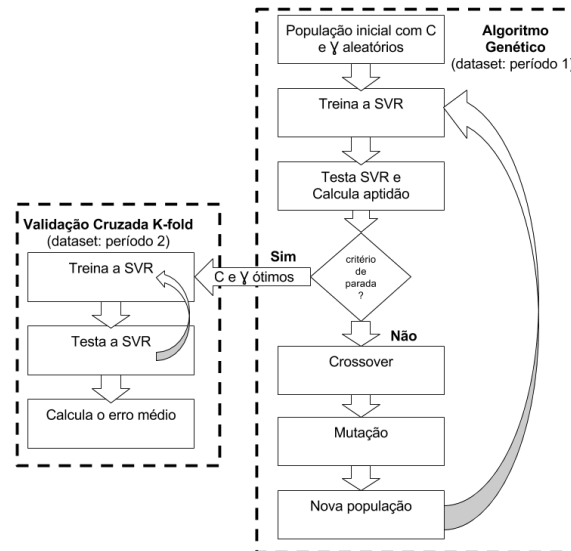 População inicial com C
e ɣ aleatórios
Algoritmo
Genético
(dataset: período 1)
Treina a SVR
Testa SVR e
Calcula aptidão
critério
de
parada
?
Sim
C e ɣ ótimos
Não
Crossover
Mutação
Nova população
Validação Cruzada K-fold
(dataset: período 2)
Treina a SVR
Testa a SVR
Calcula o erro médio